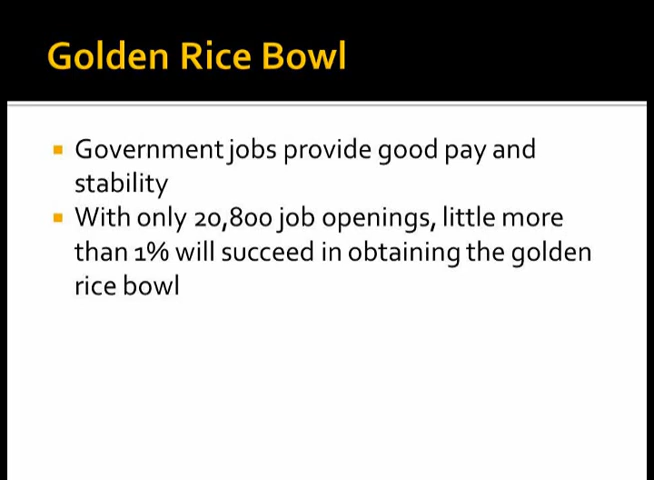 Golden Rice Bowl
Government jobs provide good pay and
stability
With only 20,800 job openings, little more
than 1% will succeed in obtaining the golden
rice bowl